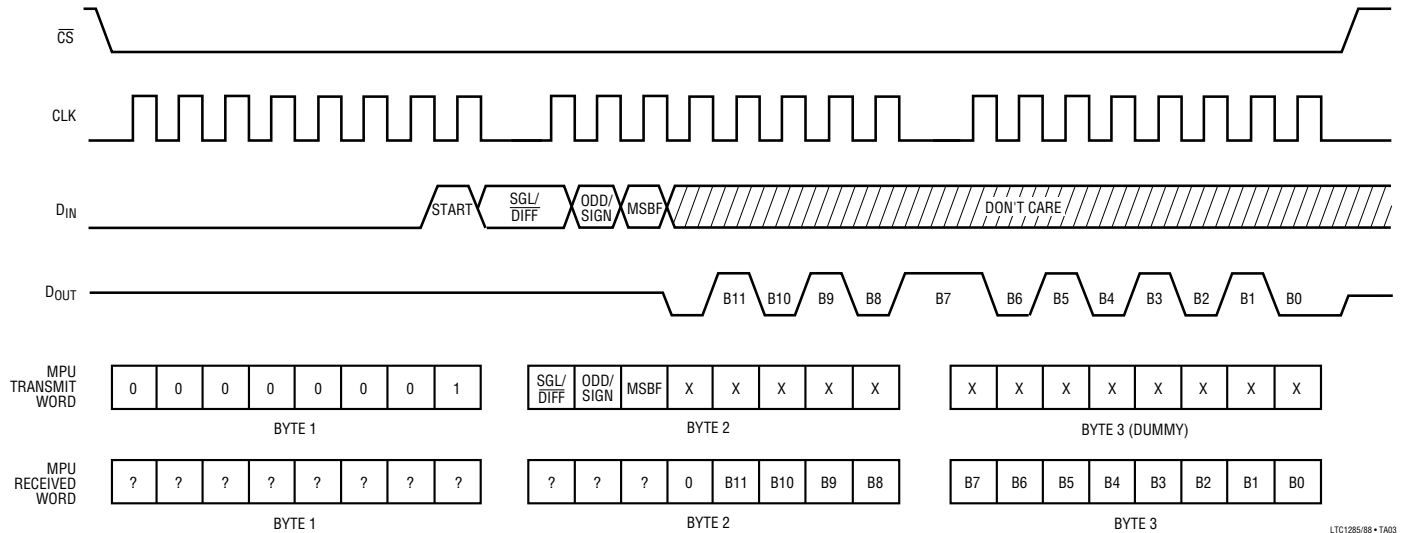 CS
CLK
DIN
START
SGL/
DIFF
ODD/
SIGN
MSBF
DON'T CARE
DOUT
B11 B10 B9 B8 B7 B6 B5 B4 B3 B2 B1 B0
MPU
TRANSMIT
WORD
0 0 0 0 0 0 0 1
SGL/
DIFF
ODD/
SIGN
MSBF X X X X X
X X X X X X X X
BYTE 1
BYTE 2
BYTE 3 (DUMMY)
MPU
RECEIVED
WORD
? ? ? ? ? ? ? ?
? ? ? 0 B11 B10 B9 B8
B7 B6 B5 B4 B3 B2 B1 B0
BYTE 1
BYTE 2
BYTE 3
LTC1285/88 • TA03